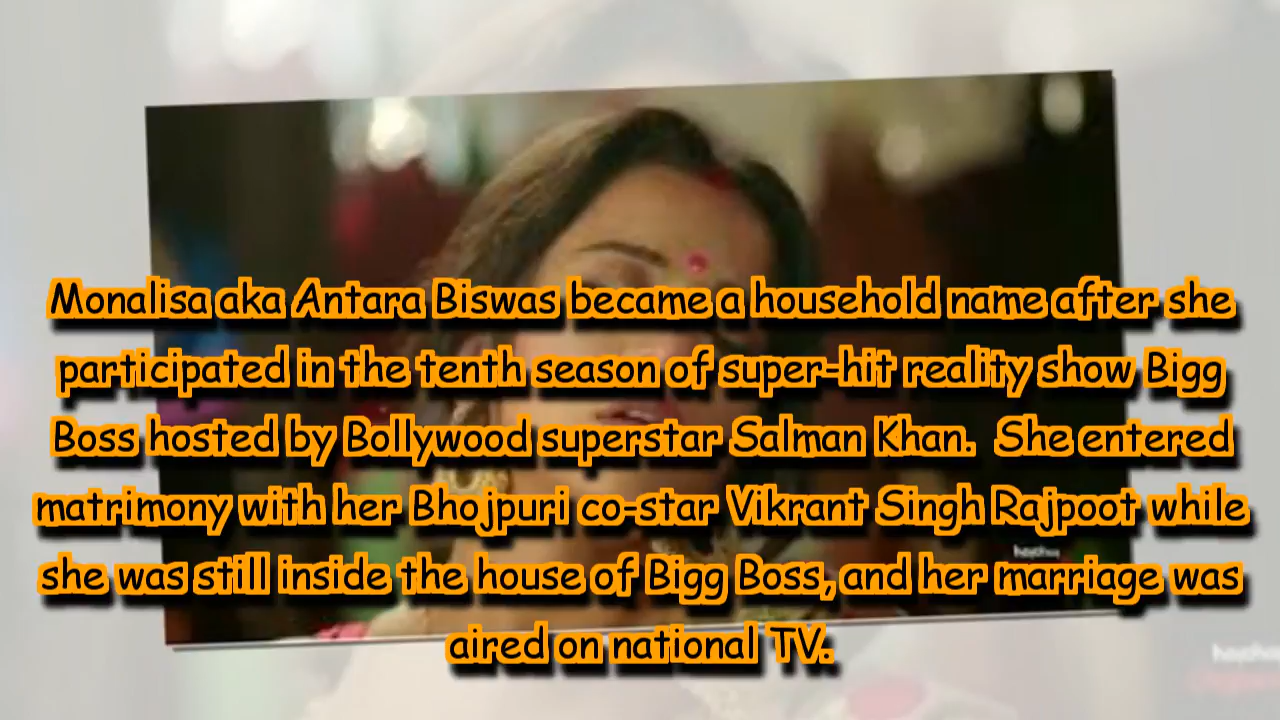 Monalisa aka Antara Biswas became a household name after she
participated in the tenth season of super-hit reality show Bigg
Boss hosted by Bollywood superstar Salman Khan.  She entered
matrimony with her Bhojpuri co-star Vikrant Singh Rajpoot while
she was still inside the house of Bigg Boss, and her marriage was
aired on national TV.